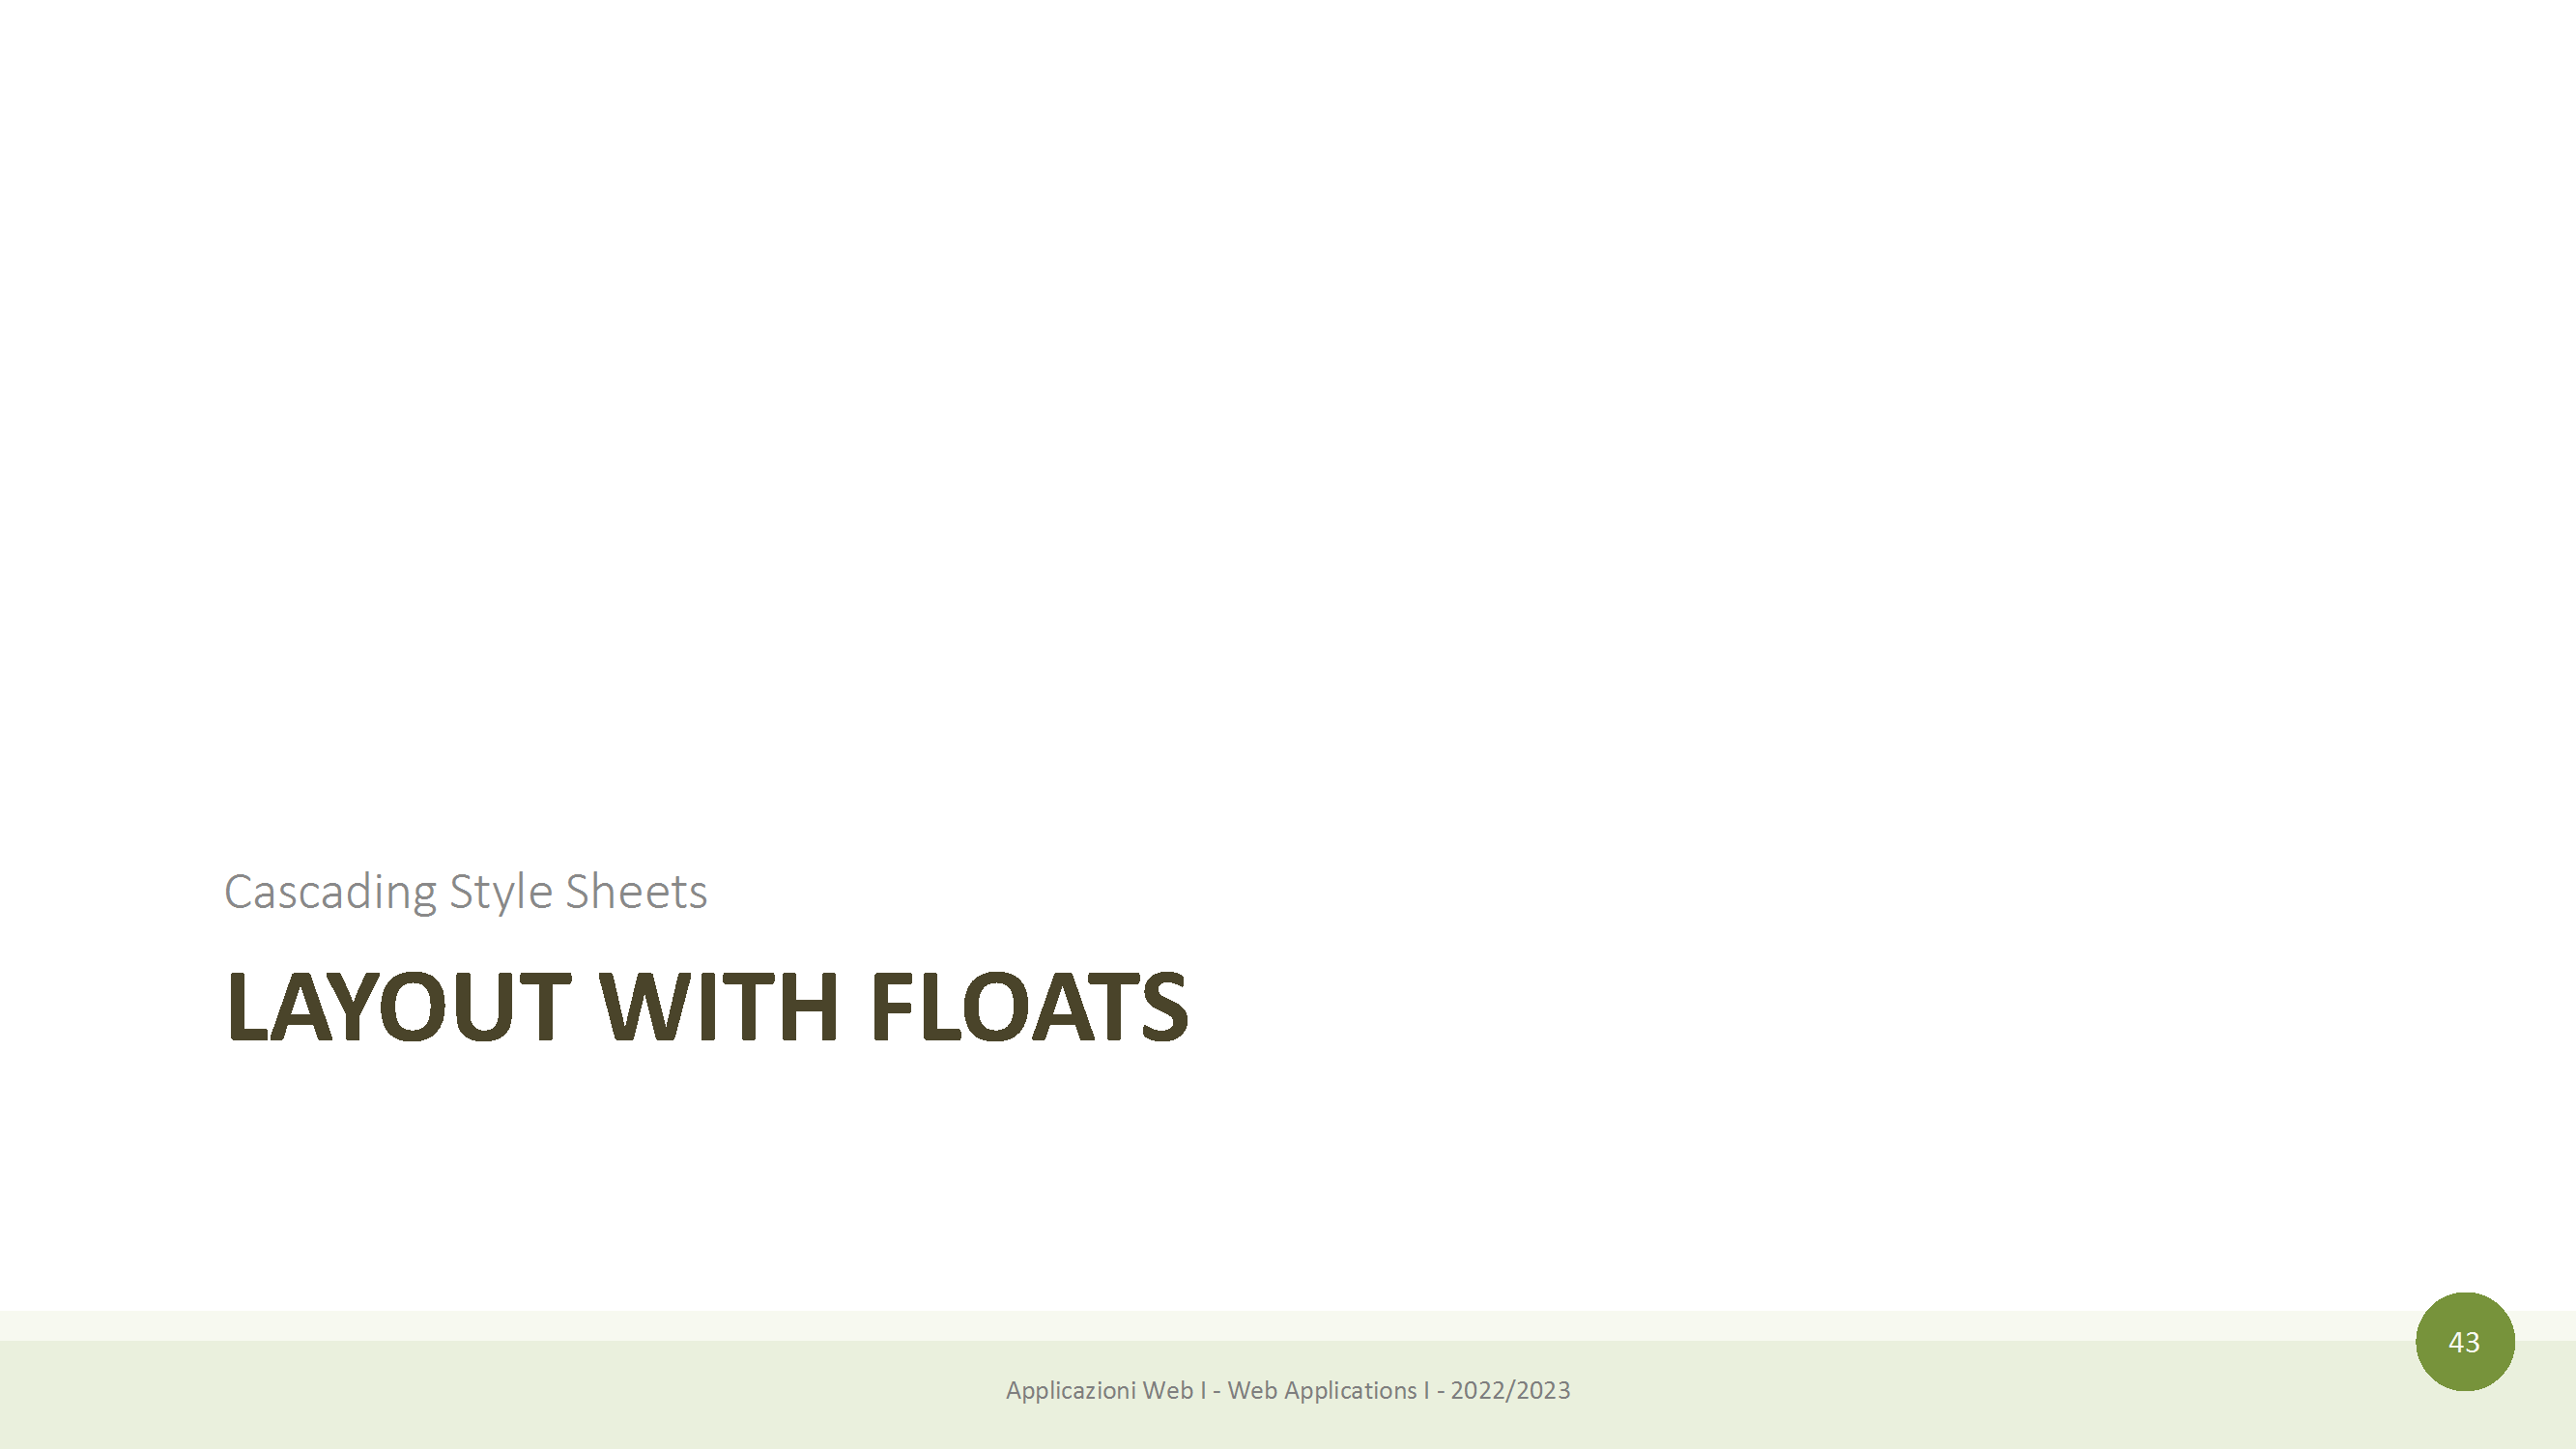 Cascading Style Sheets
LAYOUT WITH FLOATS
43
Applicazioni Web I - Web Applications I - 2022/2023